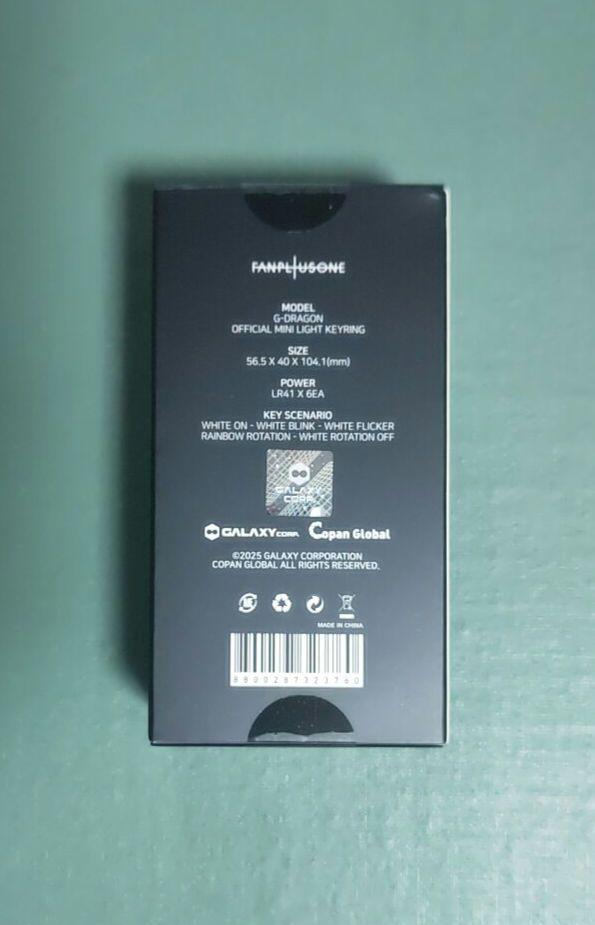 FANPLUSONE
MODEL
G-DRAGON
OFFICIAL MINI LIGHT KEYRING
SIZE
56.5 X 40 X 104.1(mm)
POWER
LR41 X 6EA
KEY SCENARIO
WHITE ON - WHITE BLINK - WHITE FLICKER
RAINBOW ROTATION - WHITE ROTATION OFF
GALAXY
CORP.
GALAXY CORP. Copan Global
©2025 GALAXY CORPORATION
COPAN GLOBAL ALL RIGHTS RESERVED.
MADE IN CHINA
8800287323760